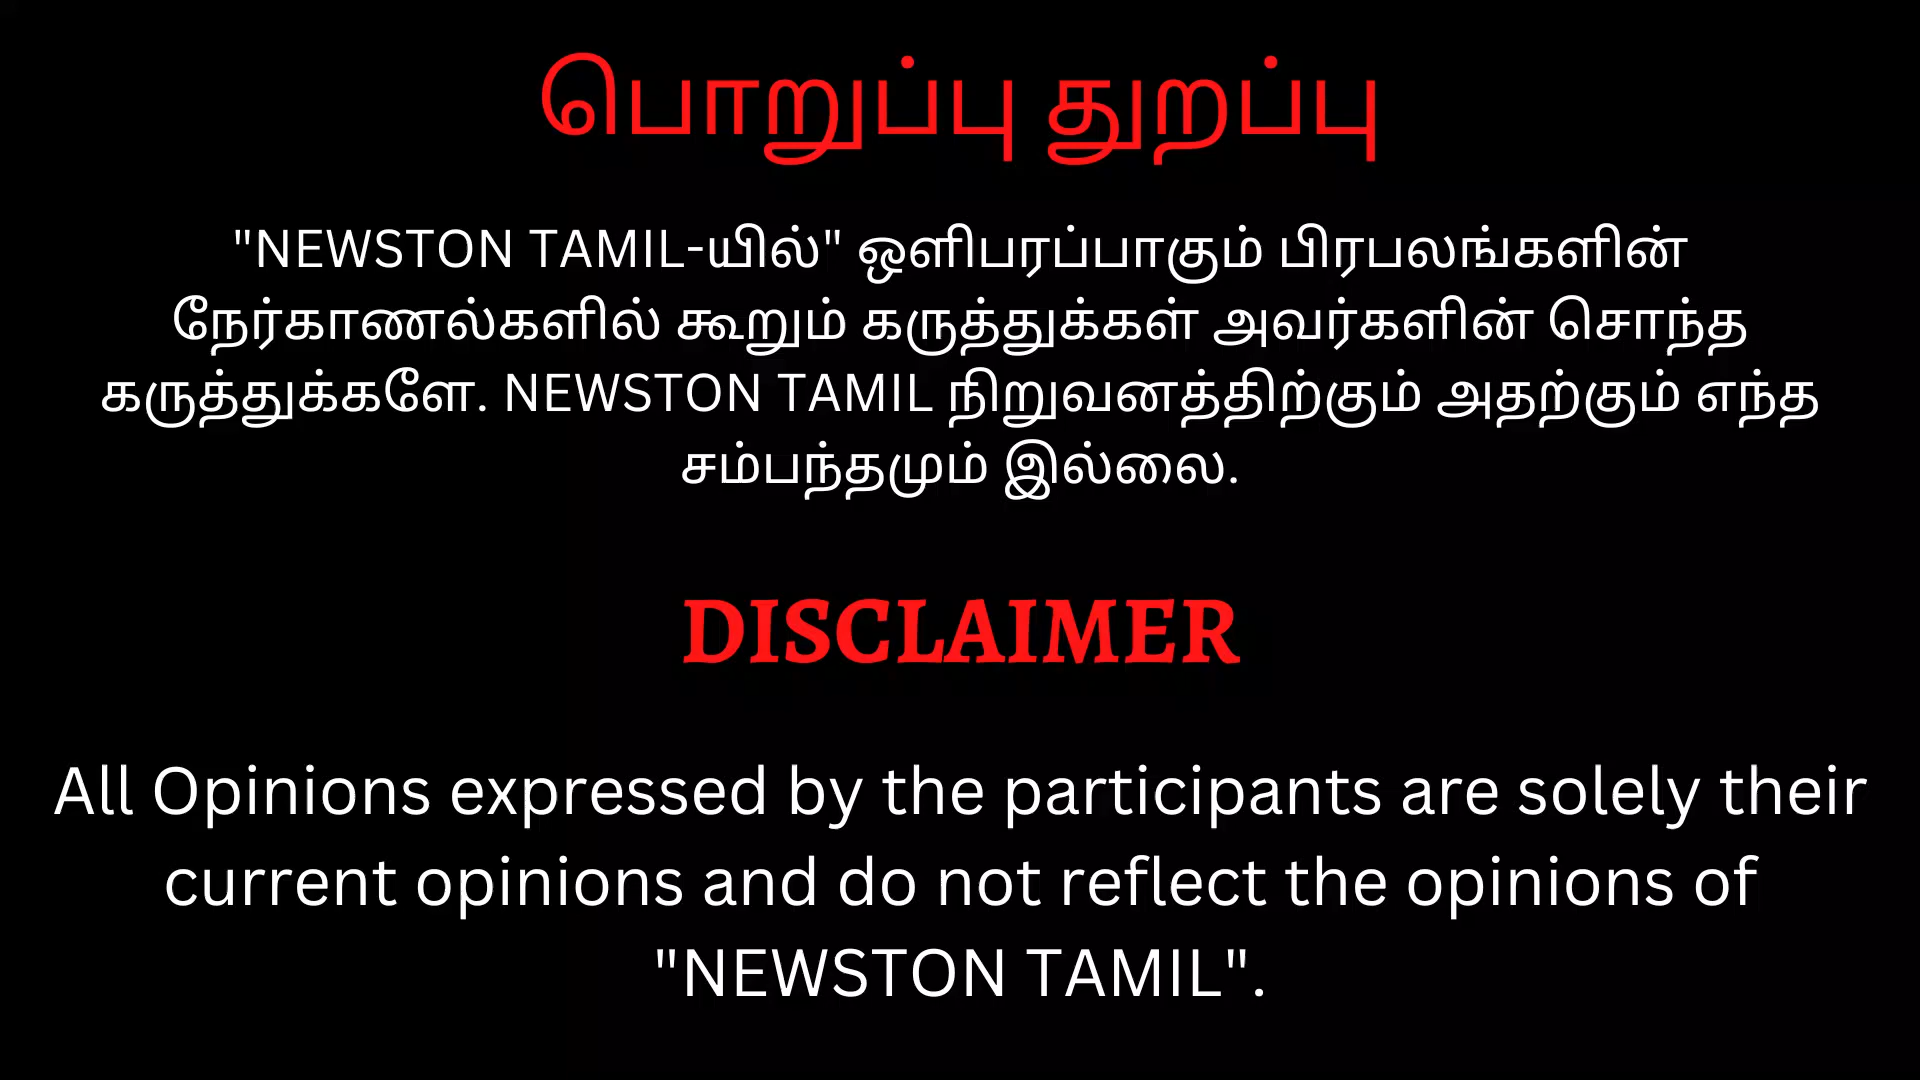 பொறுப்பு துறப்பு
"NEWSTON TAMIL-யில்" ஒளிபரப்பாகும் பிரபலங்களின்
நேர்காணல்களில் கூறும் கருத்துக்கள் அவர்களின் சொந்த
கருத்துக்களே. NEWSTON TAMIL நிறுவனத்திற்கும் அதற்கும் எந்த
சம்பந்தமும் இல்லை.
DISCLAIMER
All Opinions expressed by the participants are solely their
current opinions and do not reflect the opinions of
"NEWSTON TAMIL".